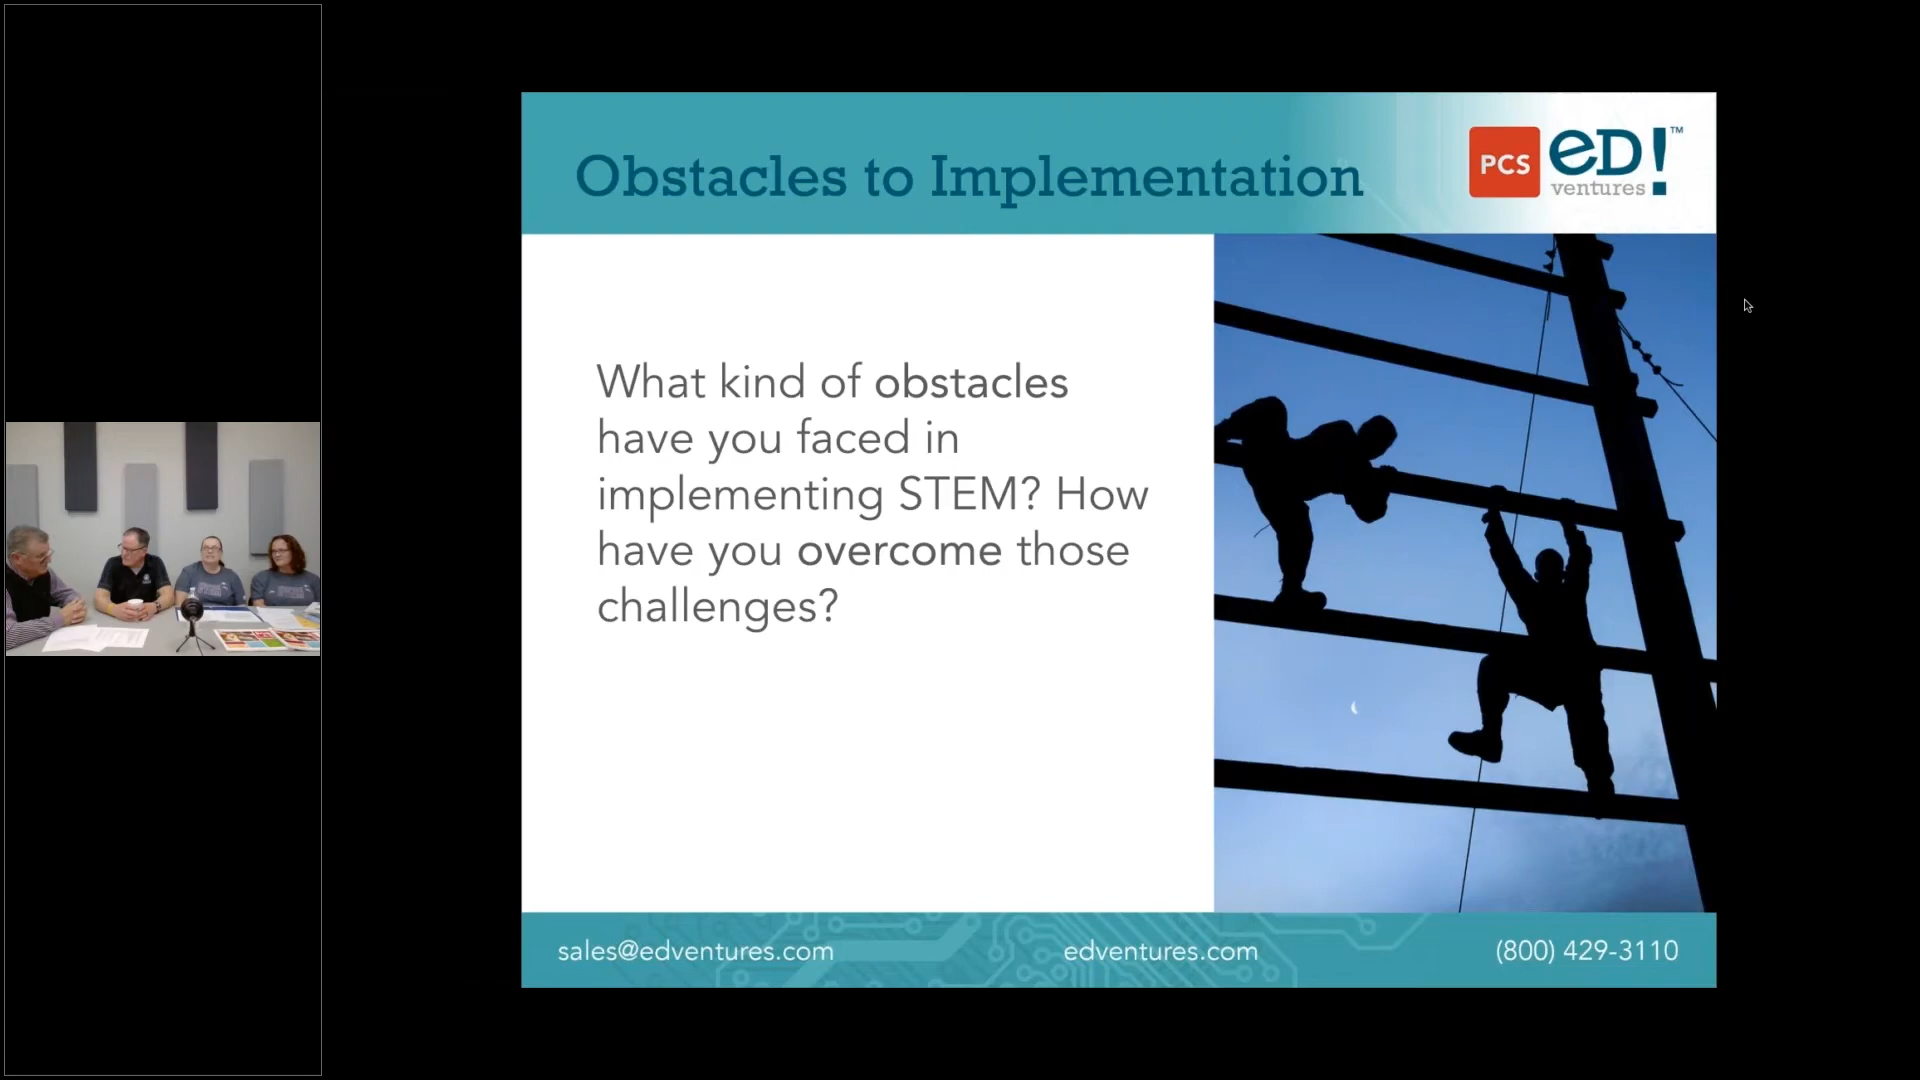 Obstacles to Implementation
PCS
eD!™
ventures
What kind of obstacles
have you faced in
implementing STEM? How
have you overcome those
challenges?
sales@edventures.com
edventures.com
(800) 429-3110